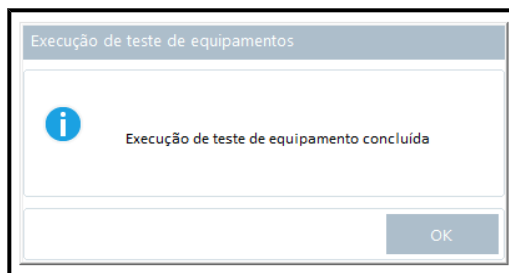 Execução de teste de equipamentos
Execução de teste de equipamento concluída
OK